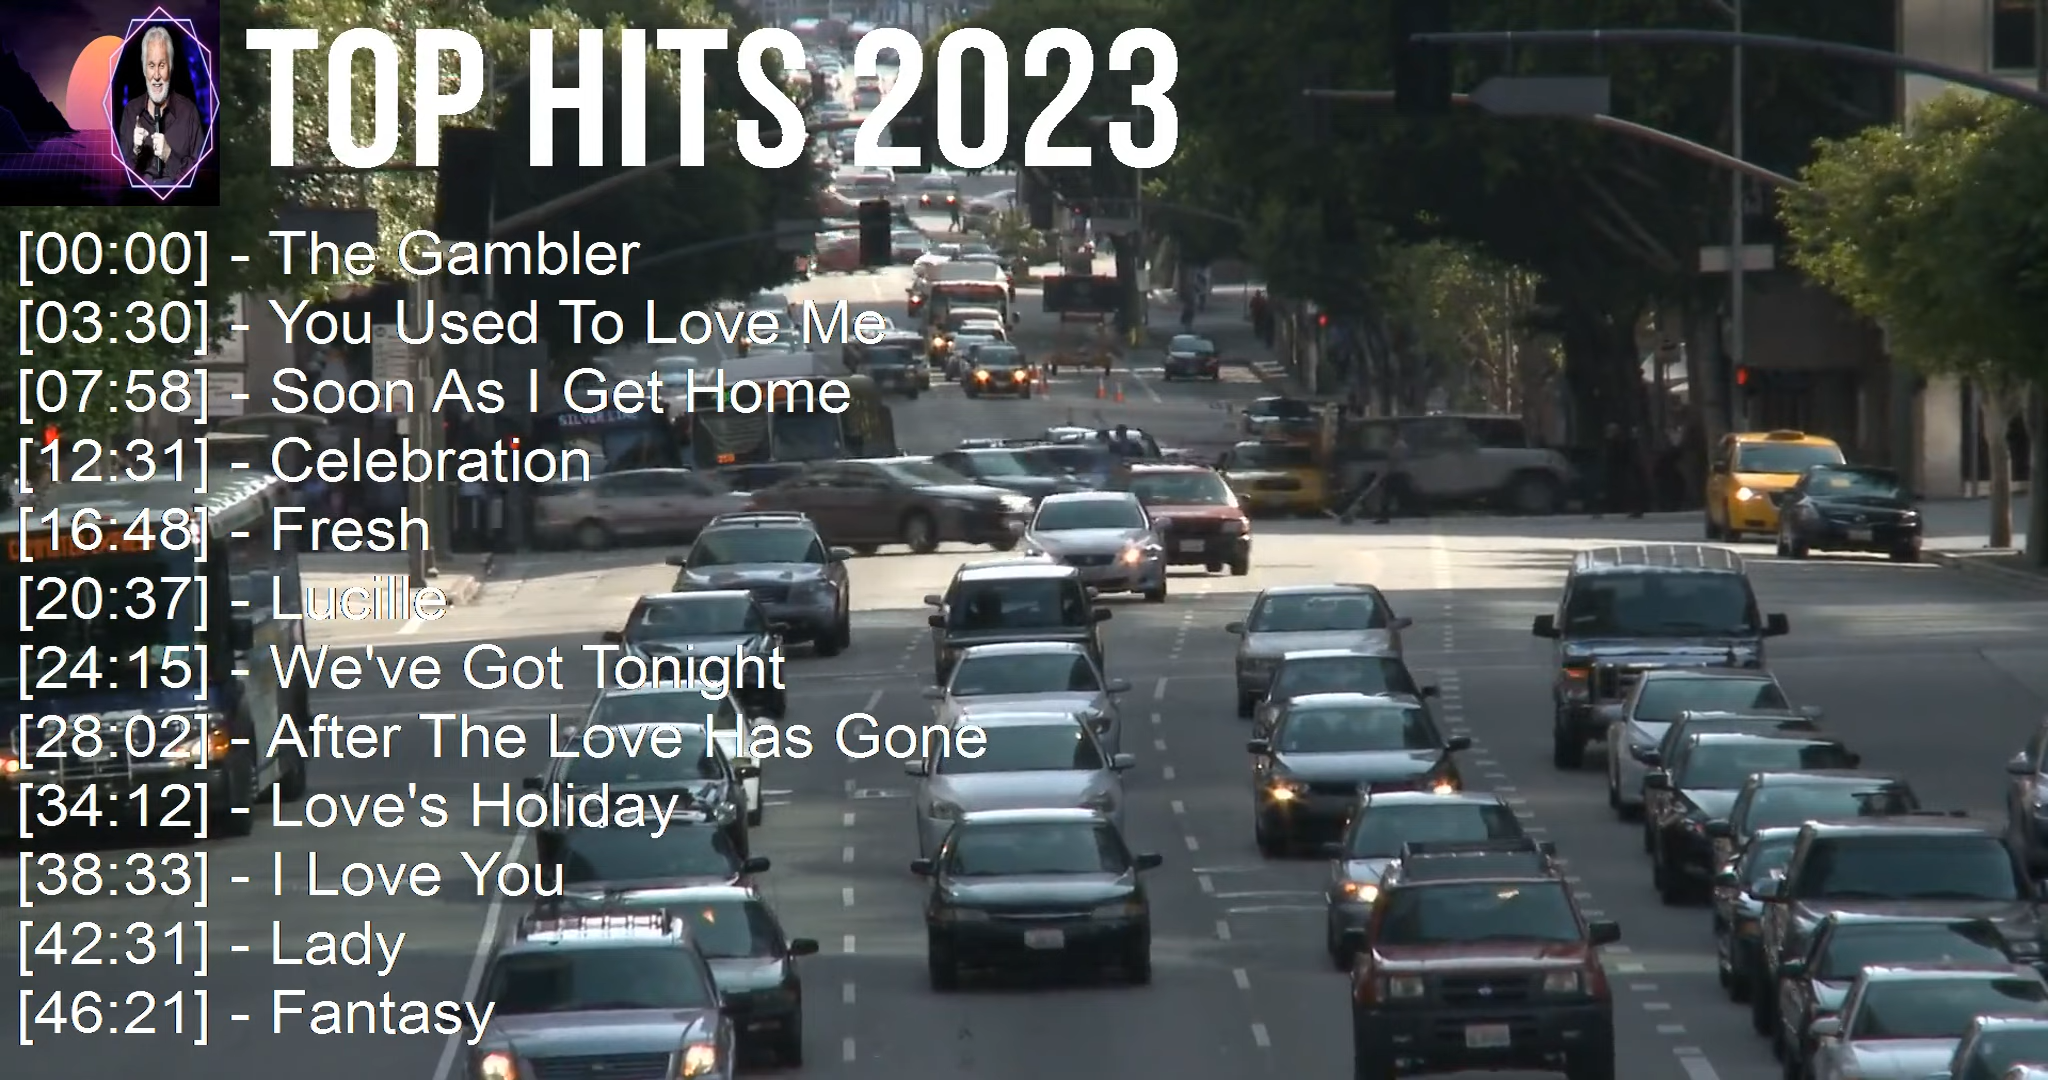 TOP HITS 2023
[00:00] - The Gambler
[03:30] - You Used To Love Me
[07:58] - Soon As I Get Home
[12:31] - Celebration
[16:48] - Fresh
[20:37] - Lucille
[24:15] - We've Got Tonight
[28:02] - After The Love Has Gone
[34:12] - Love's Holiday
[38:33] - I Love You
[42:31] - Lady
[46:21] - Fantasy